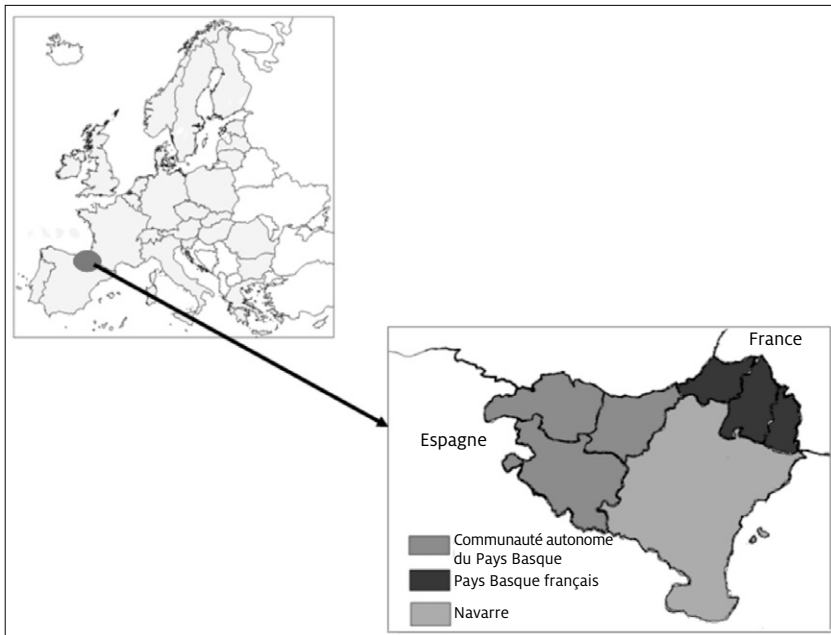 France
Espagne
Communauté autonome
du Pays Basque
Pays Basque français
Navarre